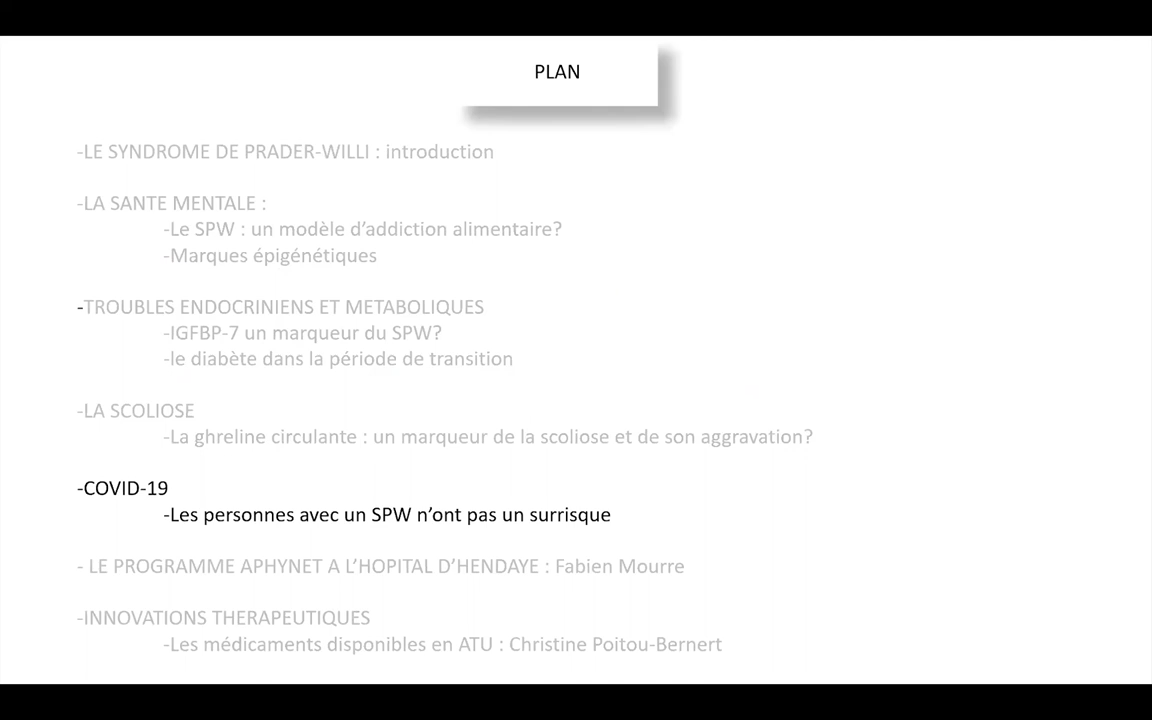 PLAN
-LE SYNDROME DE PRADER-WILLI : introduction
-LA SANTE MENTALE :
-Le SPW : un modèle d’addiction alimentaire?
-Marques épigénétiques
-TROUBLES ENDOCRINIENS ET METABOLIQUES
-IGFBP-7 un marqueur du SPW?
-le diabète dans la période de transition
-LA SCOLIOSE
-La ghreline circulante : un marqueur de la scoliose et de son aggravation?
-COVID-19
-Les personnes avec un SPW n’ont pas un surrisque
- LE PROGRAMME APHYNET A L’HOPITAL D’HENDAYE : Fabien Mourre
-INNOVATIONS THERAPEUTIQUES
-Les médicaments disponibles en ATU : Christine Poitou-Bernert